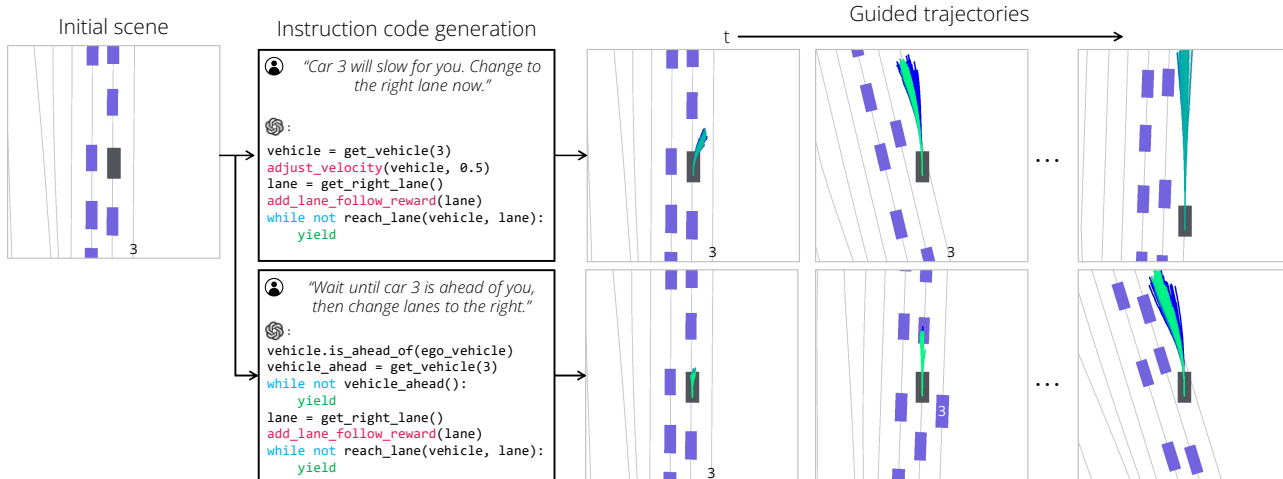 Initial scene
Instruction code generation
Guided trajectories
t
3
“Car 3 will slow for you. Change to
the right lane now.”
:
vehicle = get_vehicle(3)
adjust_velocity(vehicle, 0.5)
lane = get_right_lane()
add_lane_follow_reward(lane)
while not reach_lane(vehicle, lane):
yield
3
3
...
“Wait until car 3 is ahead of you,
then change lanes to the right.”
:
vehicle.is_ahead_of(ego_vehicle)
vehicle_ahead = get_vehicle(3)
while not vehicle_ahead():
yield
lane = get_right_lane()
add_lane_follow_reward(lane)
while not reach_lane(vehicle, lane):
yield
3
3
...